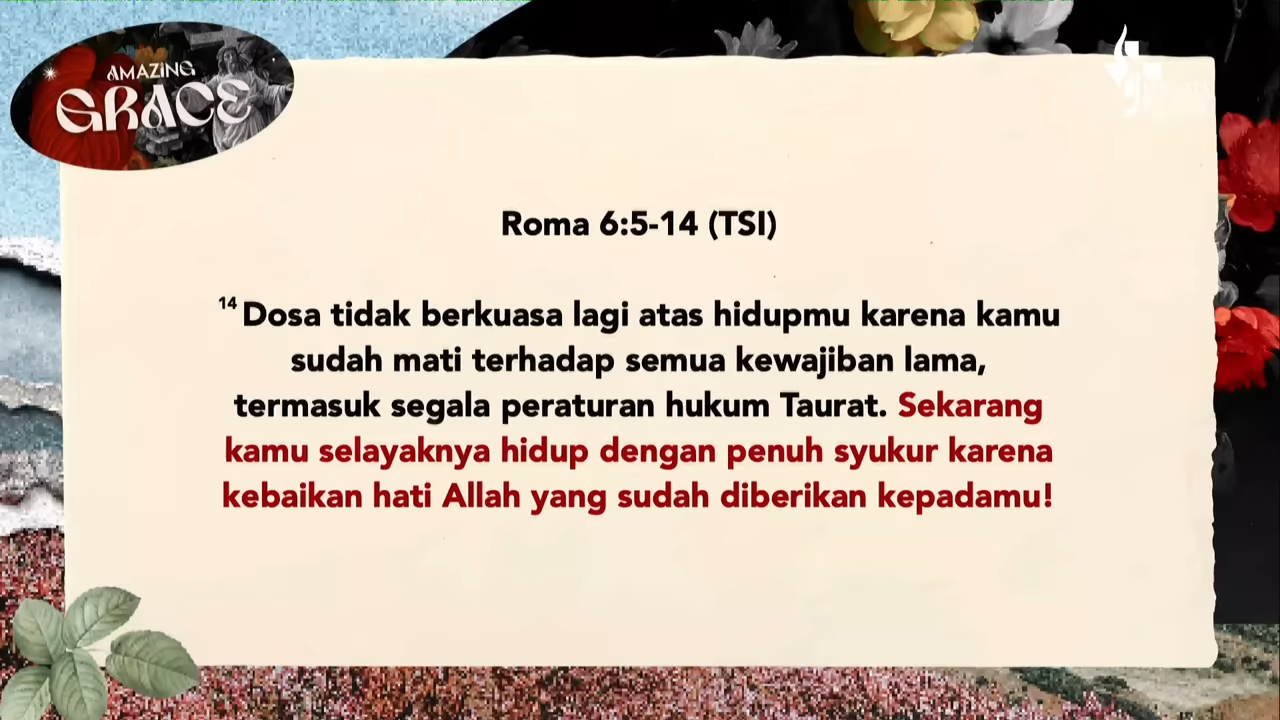 AMAZING
GRACE
Roma 6:5-14 (TSI)
14 Dosa tidak berkuasa lagi atas hidupmu karena kamu
sudah mati terhadap semua kewajiban lama,
termasuk segala peraturan hukum Taurat. Sekarang
kamu selayaknya hidup dengan penuh syukur karena
kebaikan hati Allah yang sudah diberikan kepadamu!